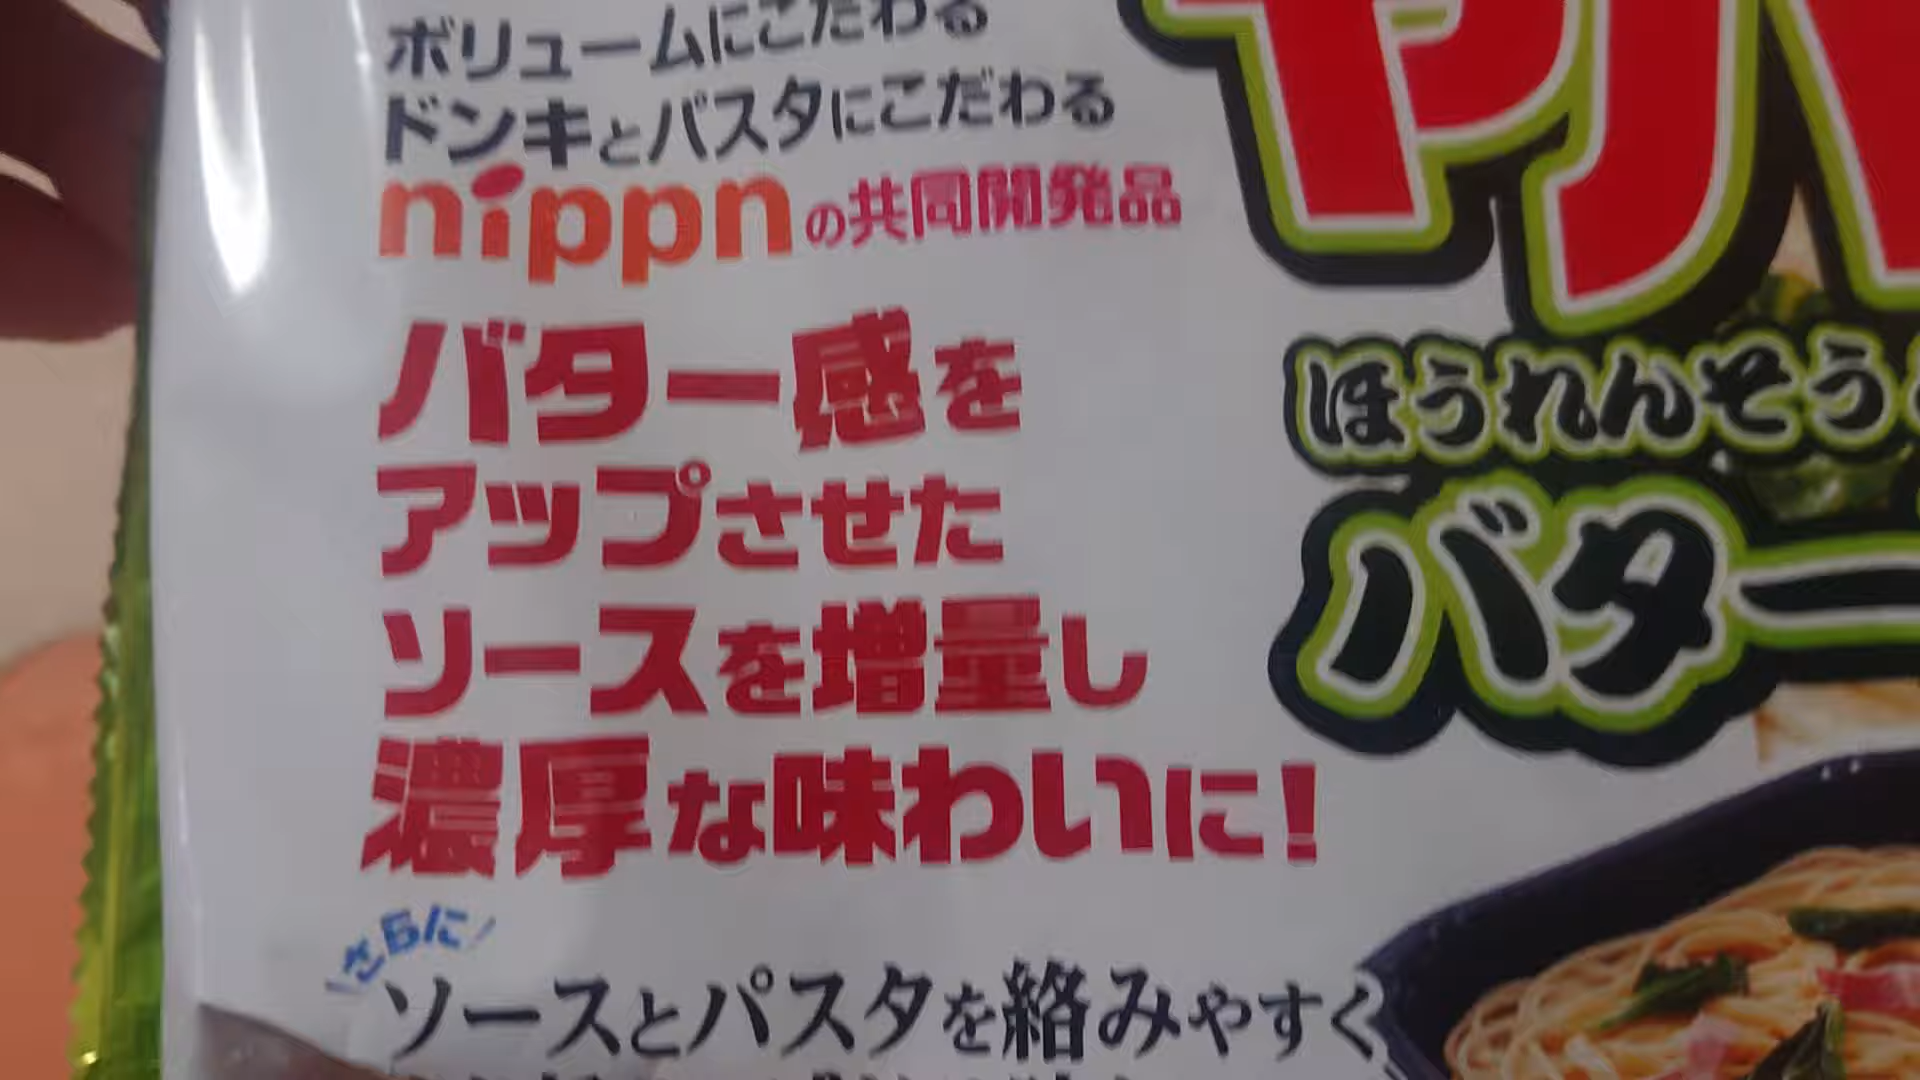 ボリュームにこだわる
ドンキとパスタにこだわる
nippnの共同開発品
バター感を
アップさせた
ソースを増量し
濃厚な味わいに!
さらに
ソースとパスタを絡みやすく
ほうれんそう
バター